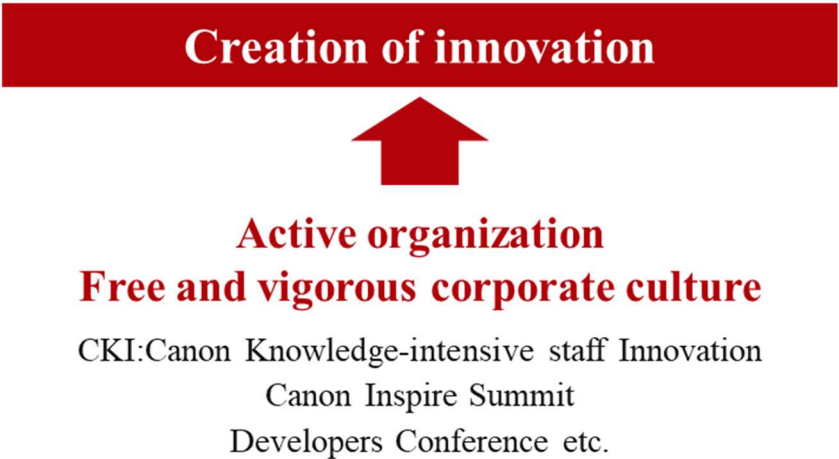 Creation of innovation
Active organization
Free and vigorous corporate culture
CKI:Canon Knowledge-intensive staff Innovation
Canon Inspire Summit
Developers Conference etc.